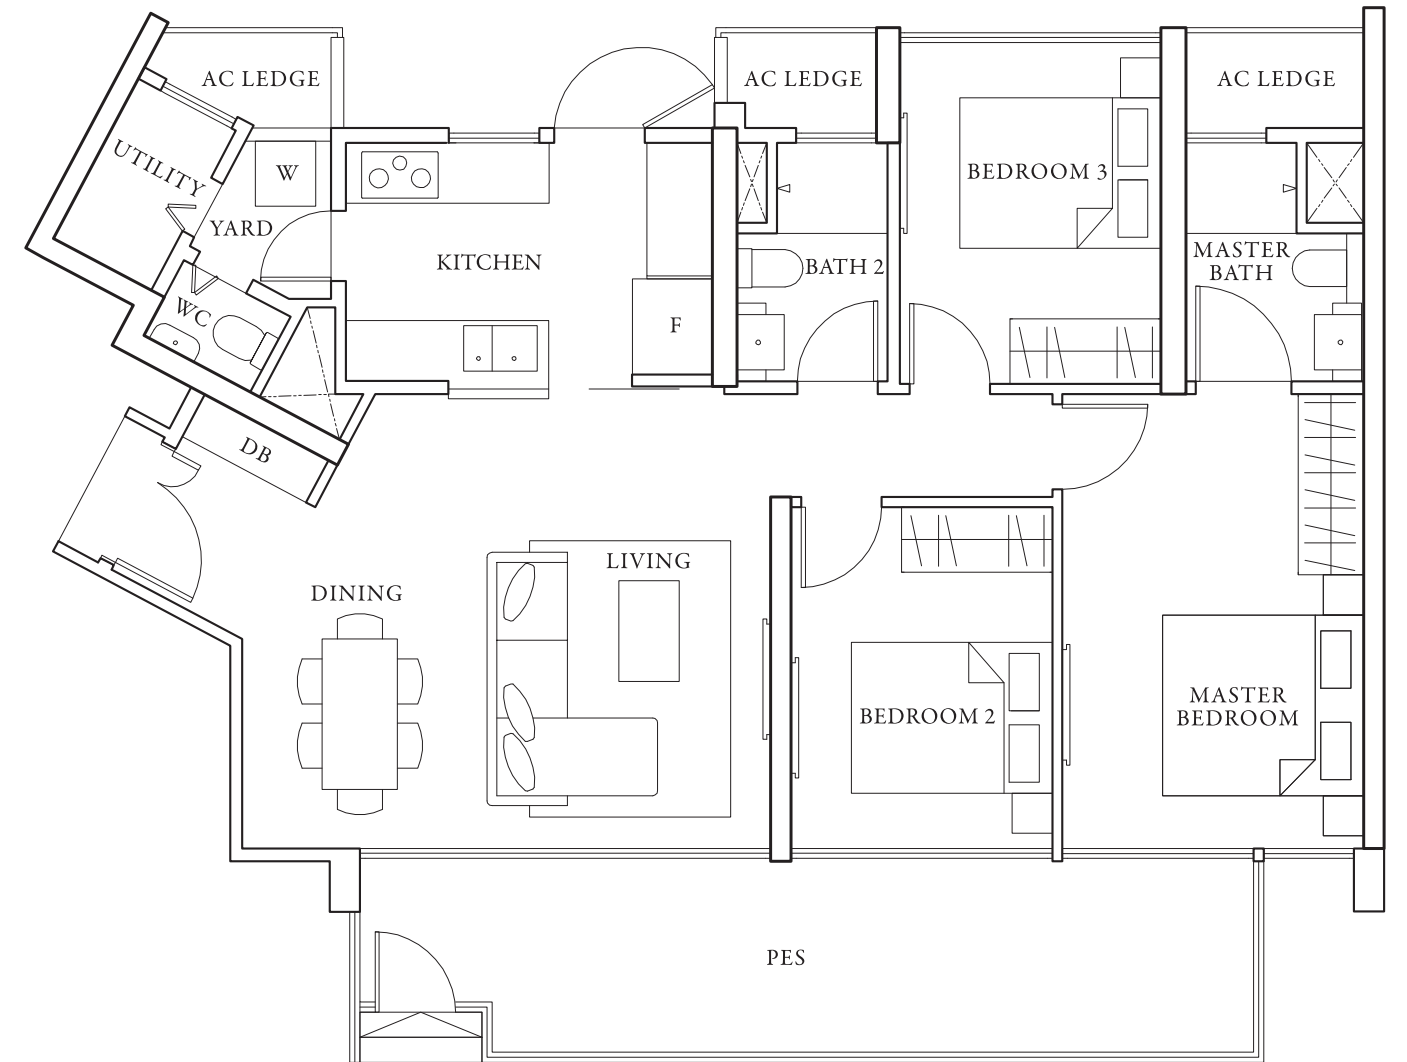 AC LEDGE
AC LEDGE
AC LEDGE
UTILITY
W
BEDROOM 3
YARD
KITCHEN
BATH 2
MASTER
BATH
WC
F
DB
LIVING
DINING
BEDROOM 2
MASTER
BEDROOM
PES